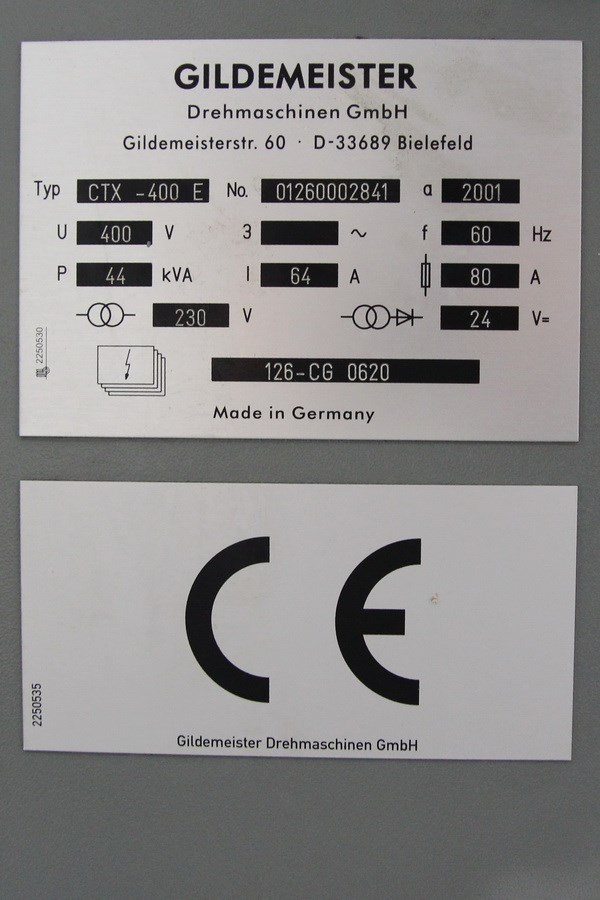 GILDEMEISTER
Drehmaschinen GmbH
Gildemeisterstr. 60 · D-33689 Bielefeld
Typ CTX -400 E No. 01260002841 a 2001
U 400 V 3 ~ f 60 Hz
P 44 kVA I 64 A 80 A
230 V 24 V=
126-CG 0620
Made in Germany
2250530
CE
2250535
Gildemeister Drehmaschinen GmbH